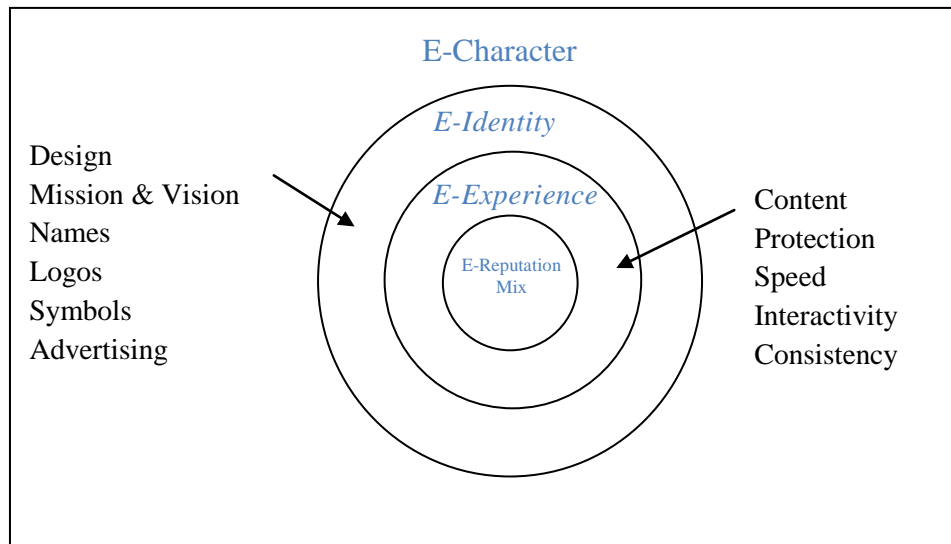 E-Character
E-Identity
E-Experience
E-Reputation
Mix
Design
Mission & Vision
Names
Logos
Symbols
Advertising
Content
Protection
Speed
Interactivity
Consistency